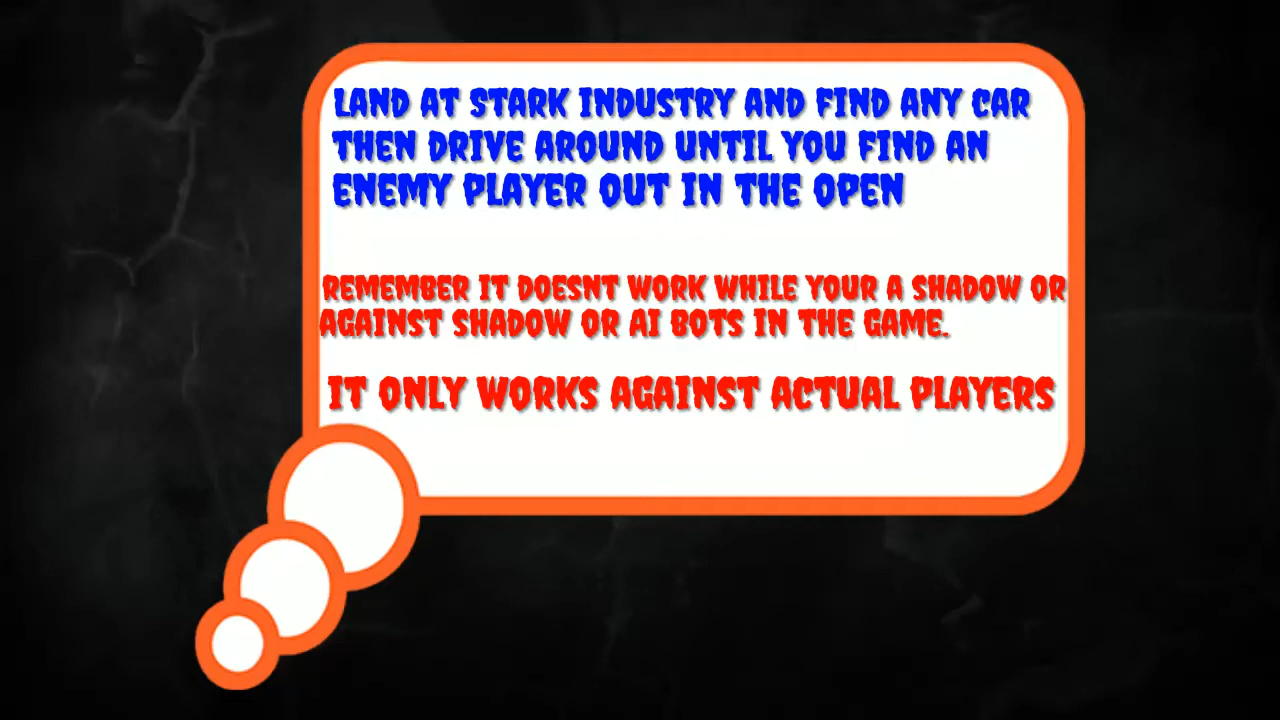 LAND AT STARK INDUSTRY AND FIND ANY CAR
THEN DRIVE AROUND UNTIL YOU FIND AN
ENEMY PLAYER OUT IN THE OPEN
REMEMBER IT DOESNT WORK WHILE YOUR A SHADOW OR
AGAINST SHADOW OR AI BOTS IN THE GAME.
IT ONLY WORKS AGAINST ACTUAL PLAYERS